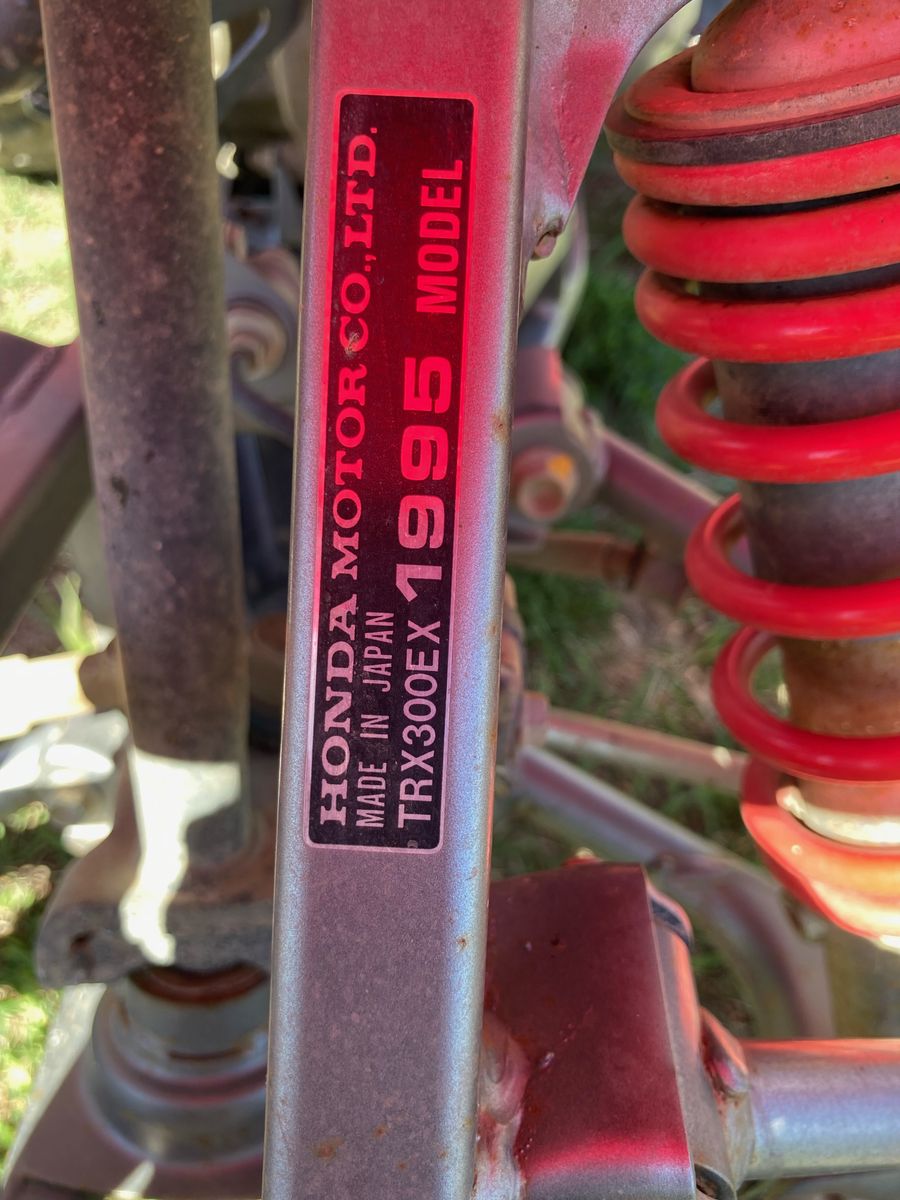 HONDA MOTOR CO., LTD.
MADE IN JAPAN
TRX300EX 1995 MODEL